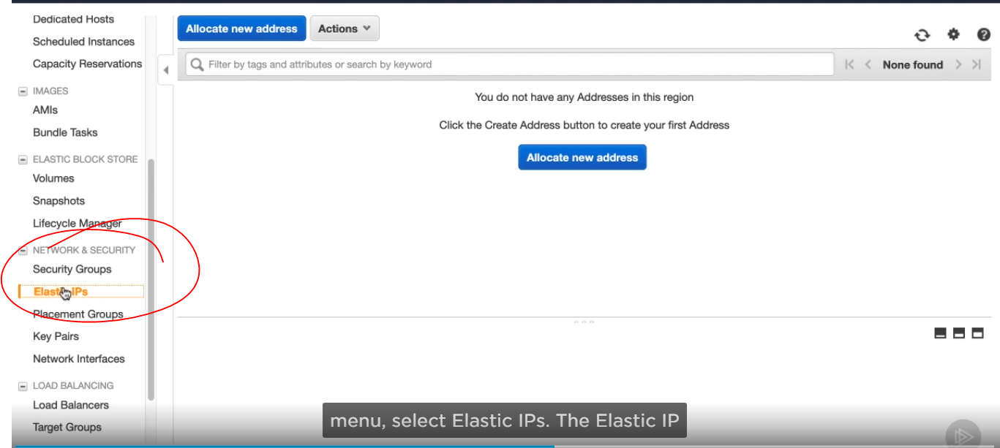 Dedicated Hosts
Scheduled Instances
Capacity Reservations
IMAGES
AMIs
Bundle Tasks
ELASTIC BLOCK STORE
Volumes
Snapshots
Lifecycle Manager
NETWORK & SECURITY
Security Groups
Elastic IPs
Placement Groups
Key Pairs
Network Interfaces
LOAD BALANCING
Load Balancers
Target Groups
Allocate new address Actions
Filter by tags and attributes or search by keyword
None found
You do not have any Addresses in this region
Click the Create Address button to create your first Address
Allocate new address
menu, select Elastic IPs. The Elastic IP